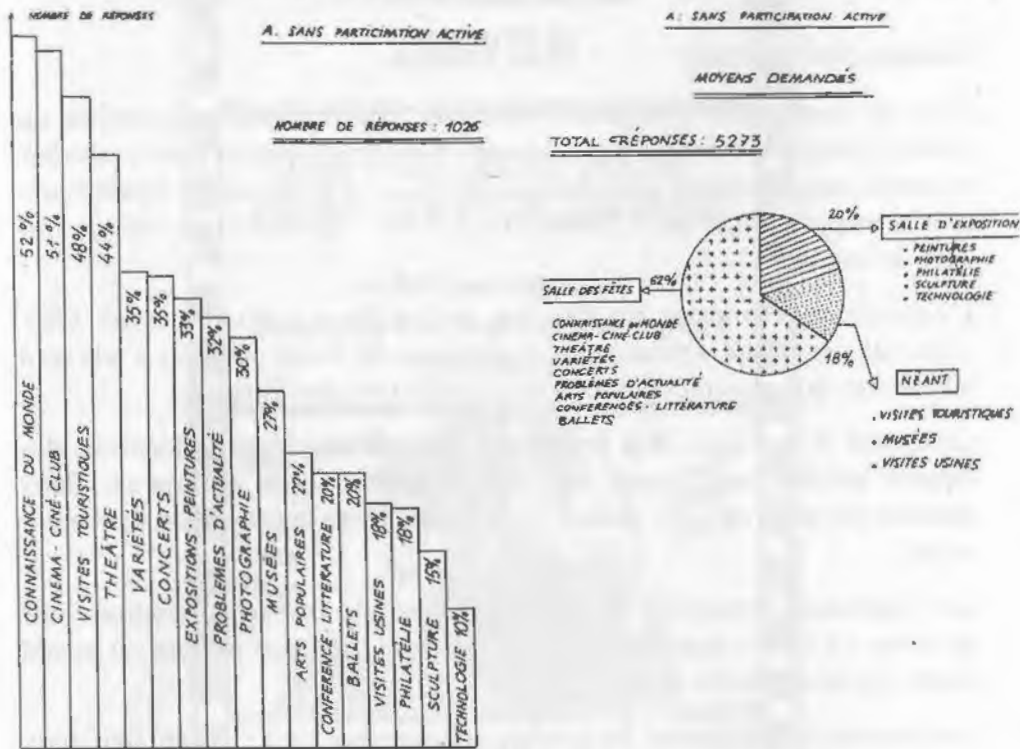 NOMBRE DE RÉPONSES
A. SANS PARTICIPATION ACTIVE
NOMBRE DE RÉPONSES : 1026
CONNAISSANCE DU MONDE 52%
CINEMA - CINÉ-CLUB 51%
VISITES TOURISTIQUES 48%
THÉÂTRE 44%
VARIÉTÉS 35%
CONCERTS 35%
EXPOSITIONS - PEINTURES 33%
PROBLÈMES D'ACTUALITÉ 32%
PHOTOGRAPHIE 30%
MUSÉES 27%
ARTS POPULAIRES 22%
CONFÉRENCE - LITTÉRATURE 20%
BALLETS 20%
VISITES USINES 18%
PHILATÉLIE 18%
SCULPTURE 15%
TECHNOLOGIE 10%
A : SANS PARTICIPATION ACTIVE
MOYENS DEMANDÉS
TOTAL RÉPONSES : 5273
20%
SALLE D'EXPOSITION
. PEINTURES
. PHOTOGRAPHIE
. PHILATÉLIE
. SCULPTURE
. TECHNOLOGIE
SALLE DES FÊTES
62%
CONNAISSANCE DU MONDE
CINEMA - CINÉ-CLUB
THÉÂTRE
VARIETÉS
CONCERTS
PROBLÈMES D'ACTUALITÉ
ARTS POPULAIRES
CONFERENCES - LITTÉRATURE
BALLETS
18%
NÉANT
. VISITES TOURISTIQUES
. MUSÉES
. VISITES USINES